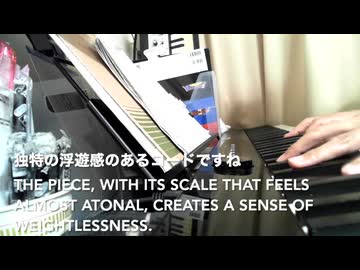 独特の浮遊感のあるコードですね
THE PIECE, WITH ITS SCALE THAT FEELS
ALMOST ATONAL, CREATES A SENSE OF
WEIGHTLESSNESS.